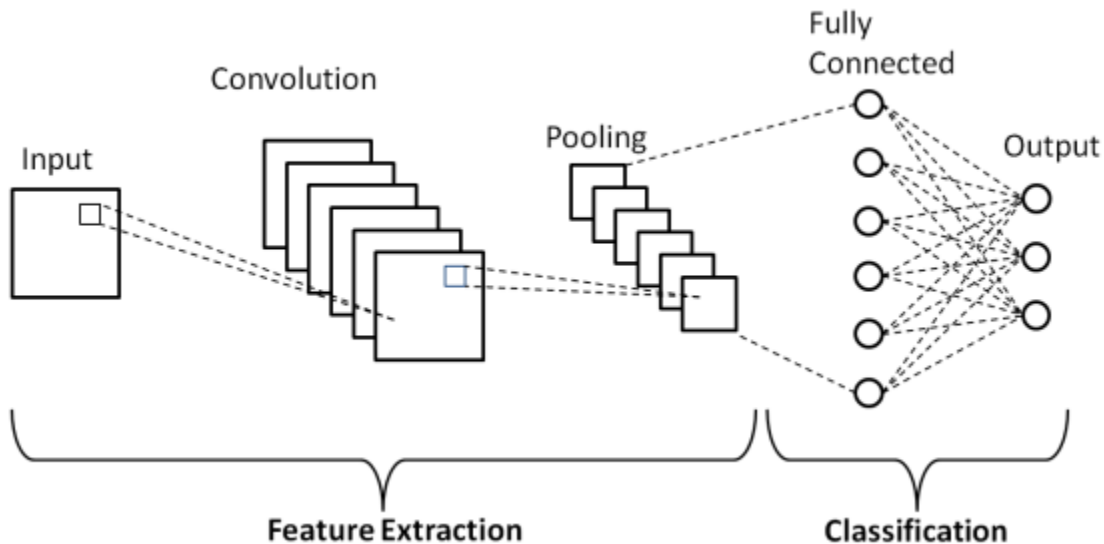 Input
Convolution
Pooling
Fully
Connected
Output
Feature Extraction
Classification